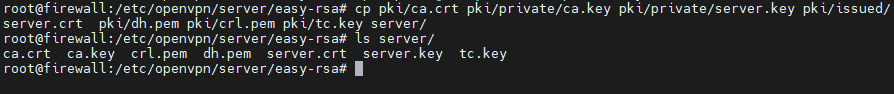 root@firewall:/etc/openvpn/server/easy-rsa# cp pki/ca.crt pki/private/ca.key pki/private/server.key pki/issued/
server.crt  pki/dh.pem pki/crl.pem pki/tc.key server/
root@firewall:/etc/openvpn/server/easy-rsa# ls server/
ca.crt  ca.key  crl.pem  dh.pem  server.crt  server.key  tc.key
root@firewall:/etc/openvpn/server/easy-rsa#